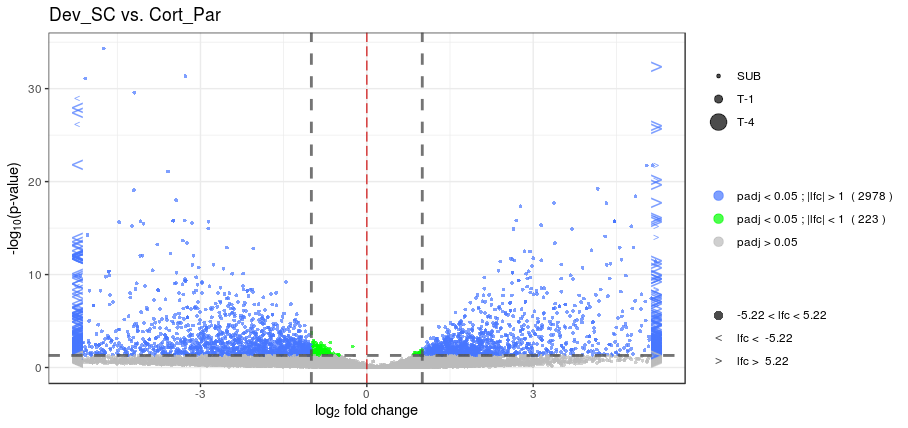 Dev_SC vs. Cort_Par
30
20
10
0
-log10(p-value)
-3
0
3
log2 fold change
SUB
T-1
T-4
padj < 0.05 ; |lfc| > 1 ( 2978 )
padj < 0.05 ; |lfc| < 1 ( 223 )
padj > 0.05
-5.22 < lfc < 5.22
< lfc < -5.22
> lfc > 5.22